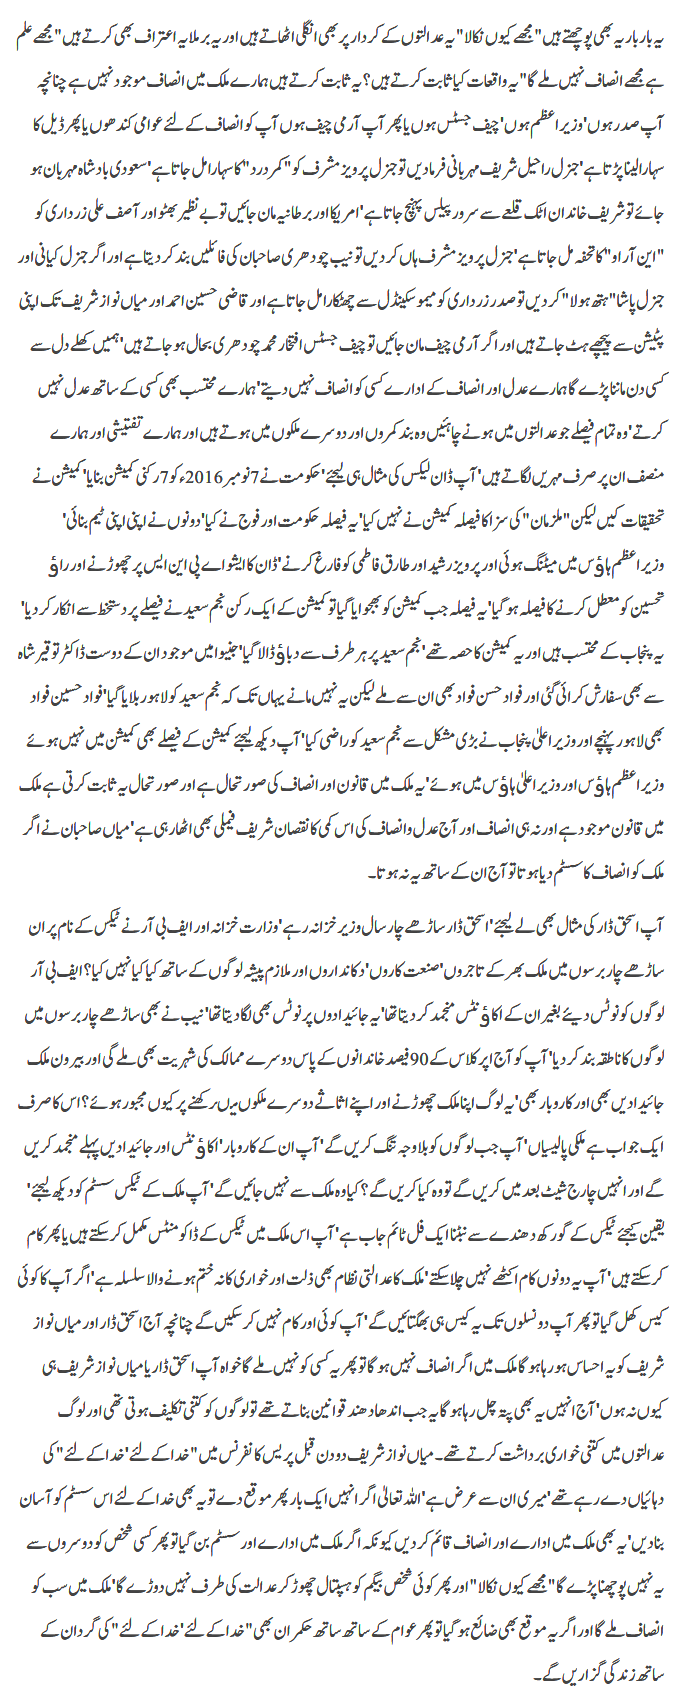 یہ بار بار یہ بھی پوچھتے ہیں "مجھے کیوں نکالا" یہ عدالتوں کے کردار پر بھی انگلی اٹھاتے ہیں اور یہ برملا یہ اعتراف بھی کرتے ہیں "مجھے علم
ہے مجھے انصاف نہیں ملے گا" یہ واقعات کیا ثابت کرتے ہیں؟ یہ ثابت کرتے ہیں ہمارے ملک میں انصاف موجود نہیں ہے چنانچہ
آپ صدر ہوں' وزیراعظم ہوں' چیف جسٹس ہوں یا پھر آپ آرمی چیف ہوں آپ کو انصاف کے لئے عوامی کندھوں یا پھر ڈیل کا
سہارا لینا پڑتا ہے' جنرل راحیل شریف مہربانی فرما دیں تو جنرل پرویز مشرف کو "کمر درد" کا سہارا مل جاتا ہے' سعودی بادشاہ مہربان ہو
جائے تو شریف خاندان اٹک قلعے سے سرور پیلس پہنچ جاتا ہے' امریکا اور برطانیہ مان جائیں تو بے نظیر بھٹو اور آصف علی زرداری کو
"این آر او" کا تحفہ مل جاتا ہے' جنرل پرویز مشرف ہاں کر دیں تو نیب چودھری صاحبان کی فائلیں بند کر دیتا ہے اور اگر جنرل کیانی اور
جنرل پاشا "ہتھ ہولا" کر دیں تو صدر زرداری کو میمو سکینڈل سے چھٹکارا مل جاتا ہے اور قاضی حسین احمد اور میاں نواز شریف تک اپنی
پٹیشن سے پیچھے ہٹ جاتے ہیں اور اگر آرمی چیف مان جائیں تو چیف جسٹس افتخار محمد چودھری بحال ہو جاتے ہیں' ہمیں کھلے دل سے
کسی دن ماننا پڑے گا ہمارے عدل اور انصاف کے ادارے کسی کو انصاف نہیں دیتے' ہمارے محتسب بھی کسی کے ساتھ عدل نہیں
کرتے' وہ تمام فیصلے جو عدالتوں میں ہونے چاہئیں وہ بند کمروں اور دوسرے ملکوں میں ہوتے ہیں اور ہمارے تفتیشی اور ہمارے
منصف ان پر صرف مہریں لگاتے ہیں' آپ ڈان لیکس کی مثال ہی لیجئے' حکومت نے 7 نومبر 2016ء کو 7 رکنی کمیشن بنایا' کمیشن نے
تحقیقات کیں لیکن "ملزمان" کی سزا کا فیصلہ کمیشن نے نہیں کیا' یہ فیصلہ حکومت اور فوج نے کیا' دونوں نے اپنی اپنی ٹیم بنائی'
وزیراعظم ہاؤس میں میٹنگ ہوئی اور پرویز رشید اور طارق فاطمی کو فارغ کرنے' ڈان کا ایشو اے پی این ایس پر چھوڑنے اور راؤ
تحسین کو معطل کرنے کا فیصلہ ہو گیا' یہ فیصلہ جب کمیشن کو بھجوایا گیا تو کمیشن کے ایک رکن نجم سعید نے فیصلے پر دستخط سے انکار کر دیا'
یہ پنجاب کے محتسب ہیں اور یہ کمیشن کا حصہ تھے' نجم سعید پر ہر طرف سے دباؤ ڈالا گیا' جنیوا میں موجود ان کے دوست ڈاکٹر توقیر شاہ
سے بھی سفارش کرائی گئی اور فواد حسن فواد بھی ان سے ملے لیکن یہ نہیں مانے یہاں تک کہ نجم سعید کو لاہور بلایا گیا' فواد حسین فواد
بھی لاہور پہنچے اور وزیراعلیٰ پنجاب نے بڑی مشکل سے نجم سعید کو راضی کیا' آپ دیکھ لیجئے کمیشن کے فیصلے بھی کمیشن میں نہیں ہوئے
وزیراعظم ہاؤس اور وزیراعلیٰ ہاؤس میں ہوئے' یہ ملک میں قانون اور انصاف کی صورتحال ہے اور صورتحال یہ ثابت کرتی ہے ملک
میں قانون موجود ہے اور نہ ہی انصاف اور آج عدل و انصاف کی اس کمی کا نقصان شریف فیملی بھی اٹھا رہی ہے' میاں صاحبان نے اگر
ملک کو انصاف کا سسٹم دیا ہوتا تو آج ان کے ساتھ یہ نہ ہوتا۔
آپ اسحق ڈار کی مثال بھی لے لیجئے' اسحق ڈار ساڑھے چار سال وزیر خزانہ رہے' وزارت خزانہ اور ایف بی آر نے ٹیکس کے نام پر ان
ساڑھے چار برسوں میں ملک بھر کے تاجروں' صنعت کاروں' دکانداروں اور ملازم پیشہ لوگوں کے ساتھ کیا کیا نہیں کیا؟ ایف بی آر
لوگوں کو نوٹس دیئے بغیر ان کے اکاؤنٹس منجمد کر دیتا تھا' یہ جائیدادوں پر نوٹس بھی لگا دیتا تھا' نیب نے بھی ساڑھے چار برسوں میں
لوگوں کا ناطقہ بند کر دیا' آپ کو آج اپر کلاس کے 90 فیصد خاندانوں کے پاس دوسرے ممالک کی شہریت بھی ملے گی اور بیرون ملک
جائیدادیں بھی اور کاروبار بھی' یہ لوگ اپنا ملک چھوڑنے اور اپنے اثاثے دوسرے ملکوں میں رکھنے پر کیوں مجبور ہوئے؟ اس کا صرف
ایک جواب ہے ملکی پالیسیاں' آپ جب لوگوں کو بلاوجہ تنگ کریں گے' آپ ان کے کاروبار' اکاؤنٹس اور جائیدادیں پہلے منجمد کریں
گے اور انہیں چارج شیٹ بعد میں کریں گے تو وہ کیا کریں گے؟ کیا وہ ملک سے نہیں جائیں گے' آپ ملک کے ٹیکس سسٹم کو دیکھ لیجئے'
یقین کیجئے ٹیکس کے گورکھ دھندے سے نبٹنا ایک فل ٹائم جاب ہے' آپ اس ملک میں ٹیکس کے ڈاکومنٹس مکمل کر سکتے ہیں یا پھر کام
کر سکتے ہیں' آپ یہ دونوں کام اکٹھے نہیں چلا سکتے' ملک کا عدالتی نظام بھی ذلت اور خواری کا نہ ختم ہونے والا سلسلہ ہے' اگر آپ کا کوئی
کیس کھل گیا تو پھر آپ دو نسلوں تک یہ کیس ہی بھگتائیں گے' آپ کوئی اور کام نہیں کر سکیں گے چنانچہ آج اسحق ڈار اور میاں نواز
شریف کو یہ احساس ہو رہا ہو گا ملک میں اگر انصاف نہیں ہو گا تو پھر یہ کسی کو نہیں ملے گا خواہ آپ اسحق ڈار یا میاں نواز شریف ہی
کیوں نہ ہوں' آج انہیں یہ بھی پتہ چل رہا ہو گا یہ جب اندھا دھند قوانین بناتے تھے تو لوگوں کو کتنی تکلیف ہوتی تھی اور لوگ
عدالتوں میں کتنی خواری برداشت کرتے تھے۔ میاں نواز شریف دو دن قبل پریس کانفرنس میں "خدا کے لئے' خدا کے لئے" کی
دہائیاں دے رہے تھے' میری ان سے عرض ہے' اللہ تعالیٰ اگر انہیں ایک بار پھر موقع دے تو یہ بھی خدا کے لئے اس سسٹم کو آسان
بنا دیں' یہ بھی ملک میں ادارے اور انصاف قائم کر دیں کیونکہ اگر ملک میں ادارے اور سسٹم بن گیا تو پھر کسی شخص کو دوسروں سے
یہ نہیں پوچھنا پڑے گا "مجھے کیوں نکالا" اور پھر کوئی شخص بیگم کو ہسپتال چھوڑ کر عدالت کی طرف نہیں دوڑے گا' ملک میں سب کو
انصاف ملے گا اور اگر یہ موقع بھی ضائع ہو گیا تو پھر عوام کے ساتھ ساتھ حکمران بھی "خدا کے لئے' خدا کے لئے" کی گردان کے
ساتھ زندگی گزاریں گے۔